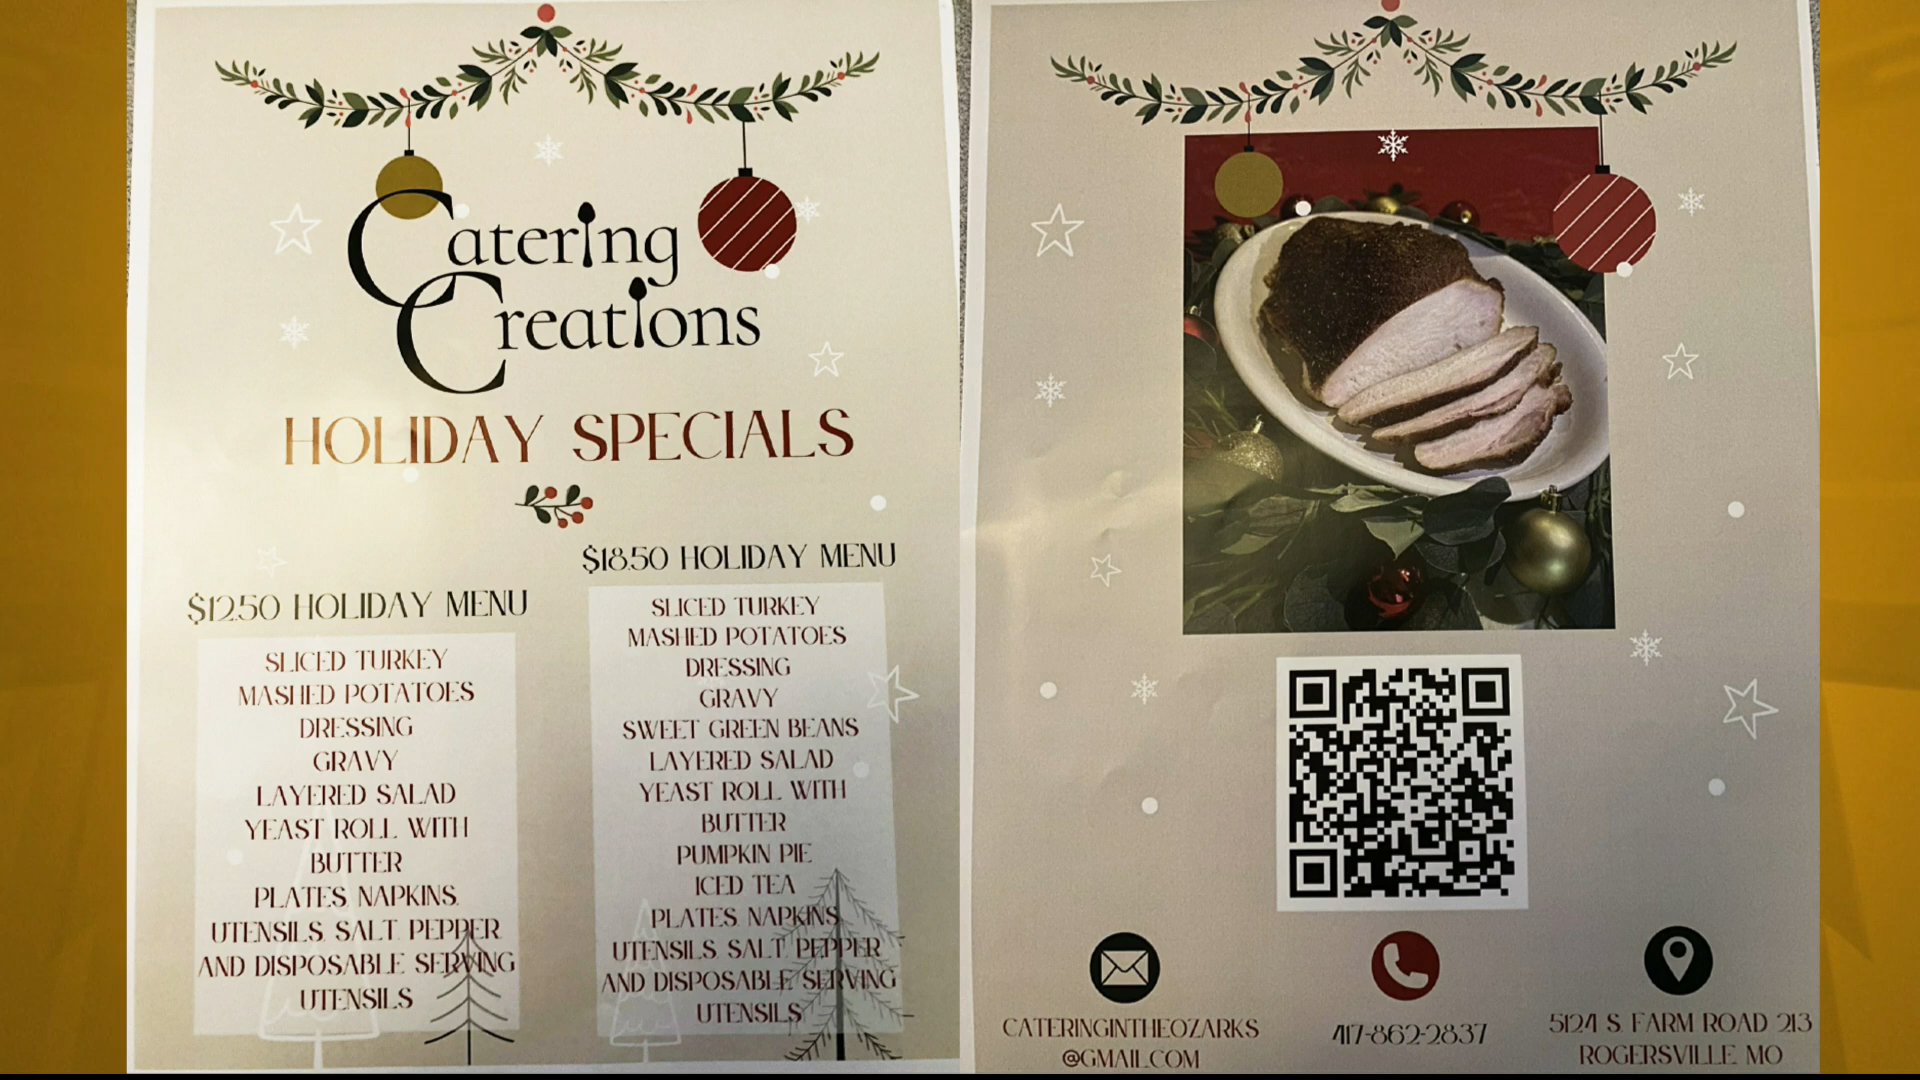 Catering
Creations
HOLIDAY SPECIALS
$12.50 HOLIDAY MENU
SLICED TURKEY
MASHED POTATOES
DRESSING
GRAVY
LAYERED SALAD
YEAST ROLL WITH
BUTTER
PLATES, NAPKINS,
UTENSILS, SALT, PEPPER
AND DISPOSABLE SERVING
UTENSILS
$18.50 HOLIDAY MENU
SLICED TURKEY
MASHED POTATOES
DRESSING
GRAVY
SWEET GREEN BEANS
LAYERED SALAD
YEAST ROLL WITH
BUTTER
PUMPKIN PIE
ICED TEA
PLATES, NAPKINS,
UTENSILS, SALT, PEPPER
AND DISPOSABLE SERVING
UTENSILS
CATERINGINTHEOZARKS
@GMAIL.COM
417-862-2837
5124 S. FARM ROAD 213
ROGERSVILLE, MO